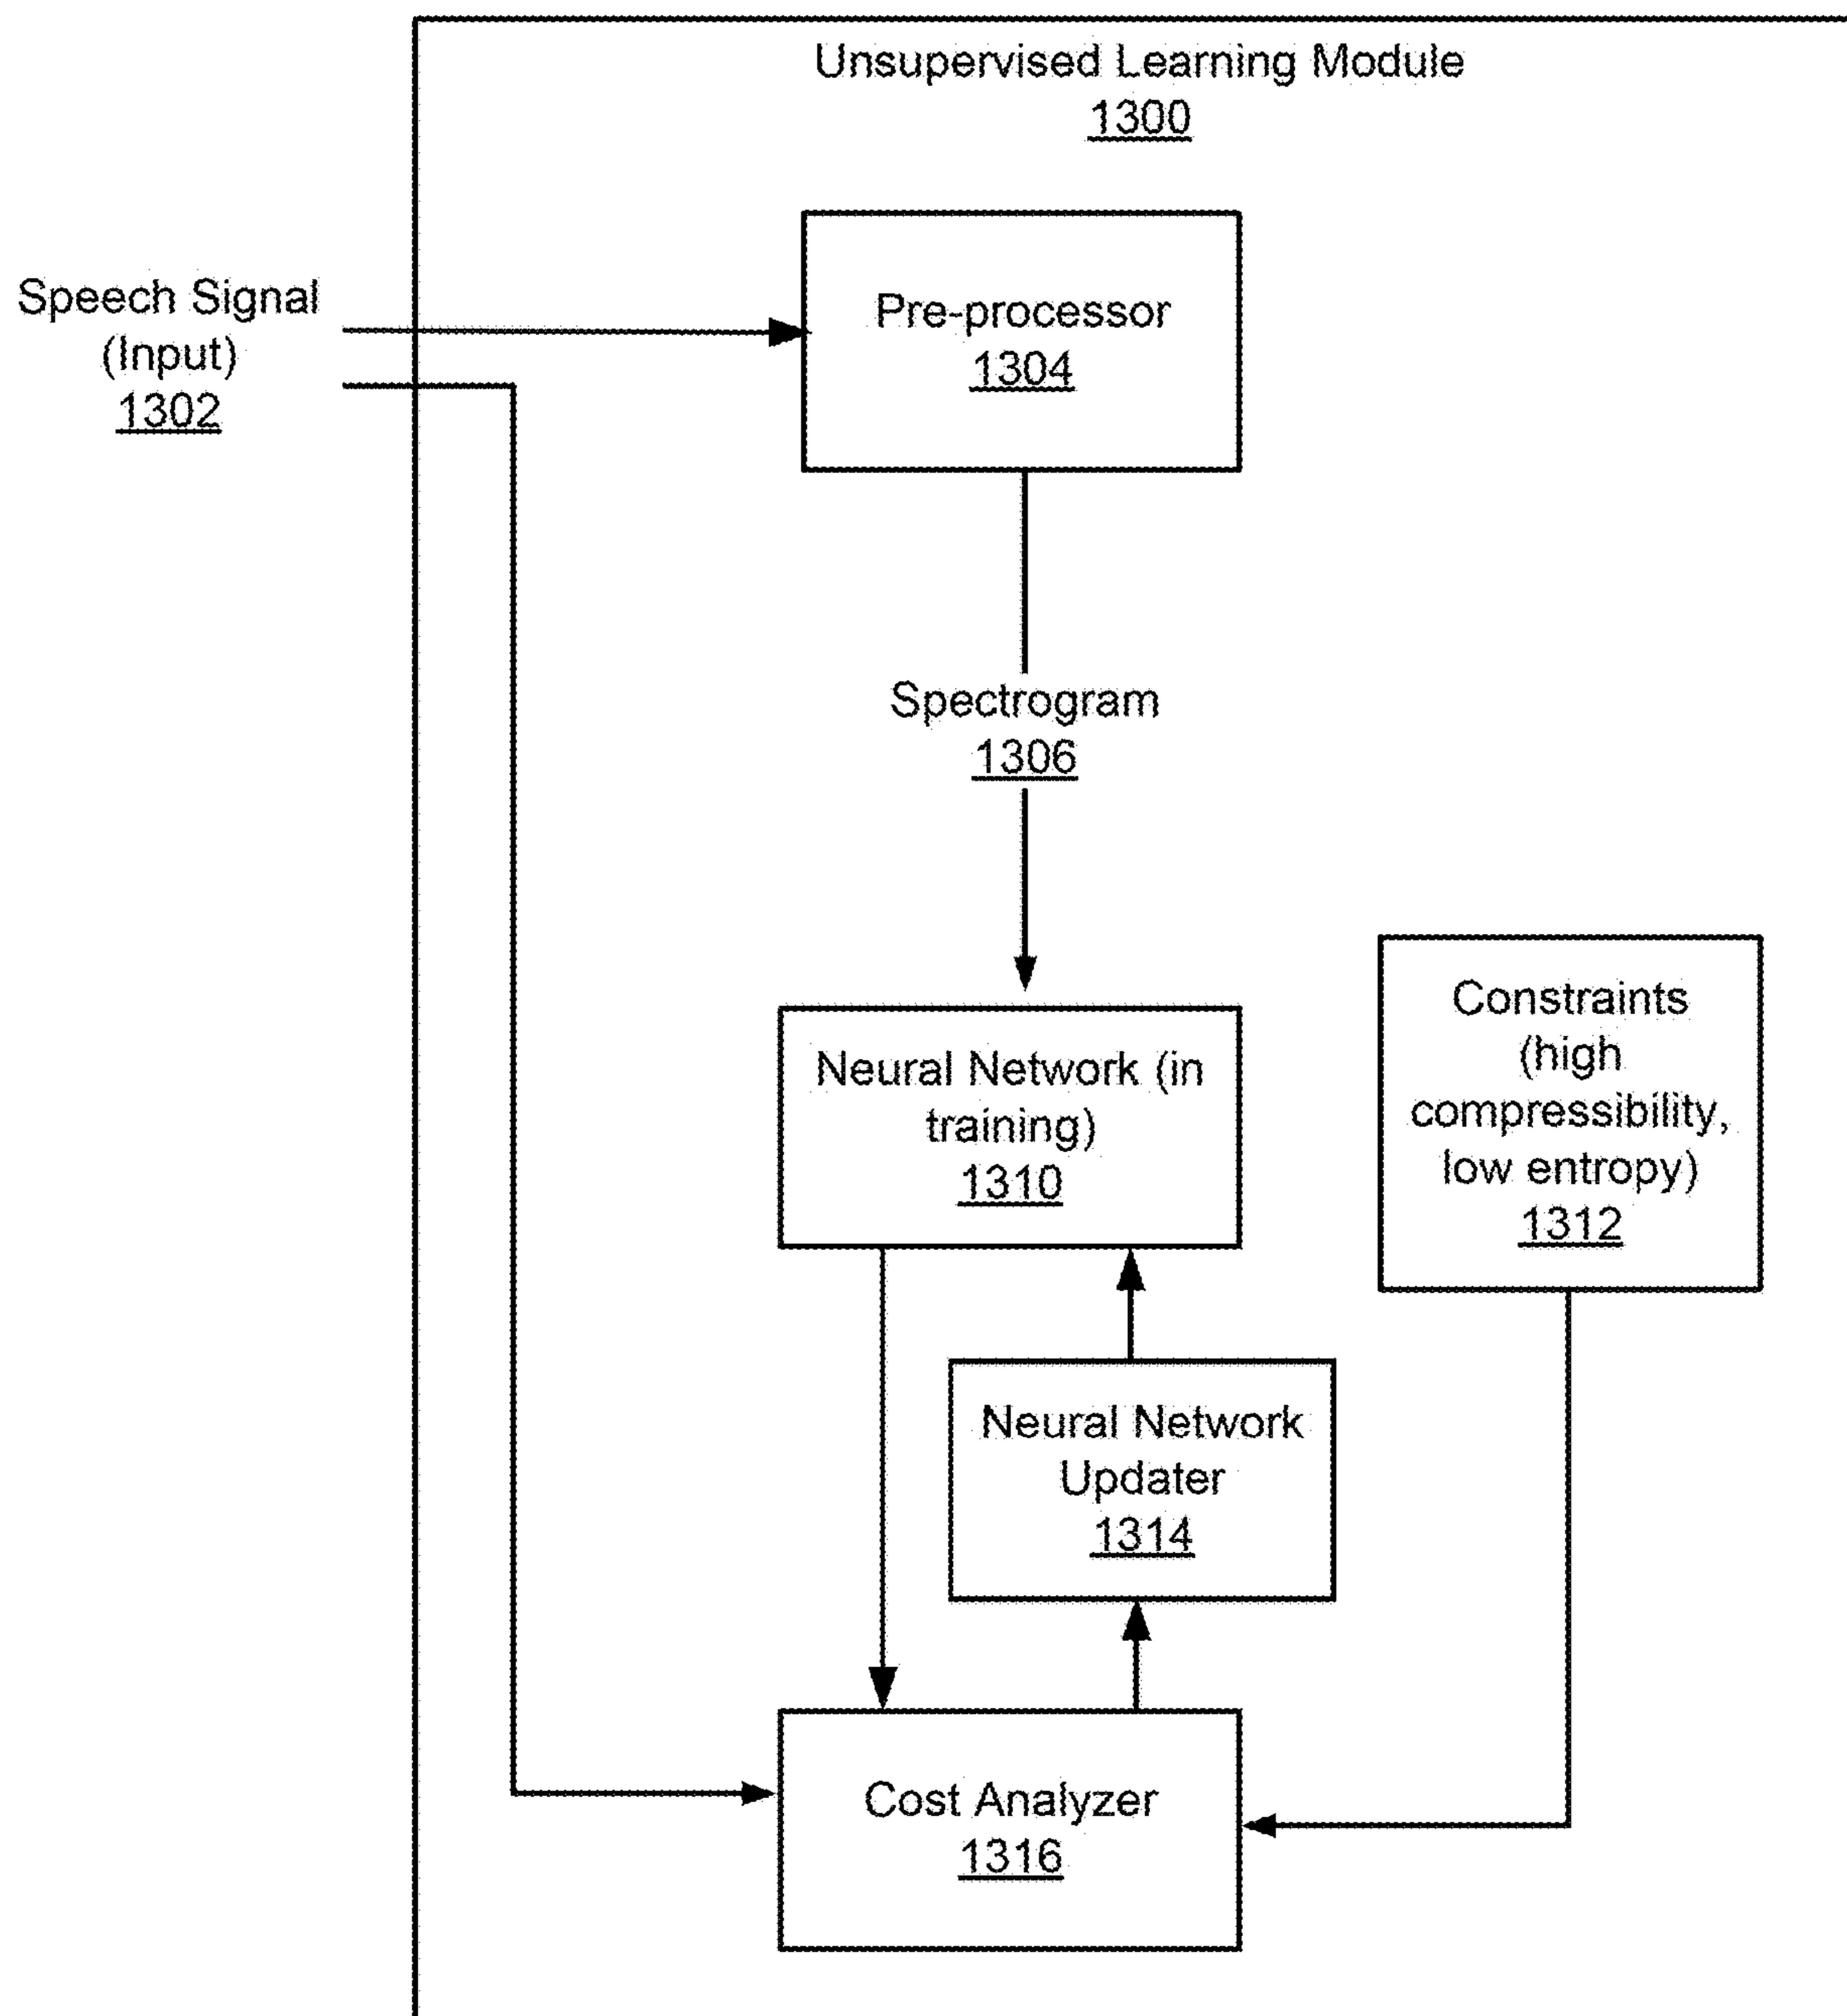 Unsupervised Learning Module
1300
Speech Signal
(Input)
1302
Pre-processor
1304
Spectrogram
1306
Neural Network (in
training)
1310
Constraints
(high
compressibility,
low entropy)
1312
Neural Network
Updater
1314
Cost Analyzer
1316